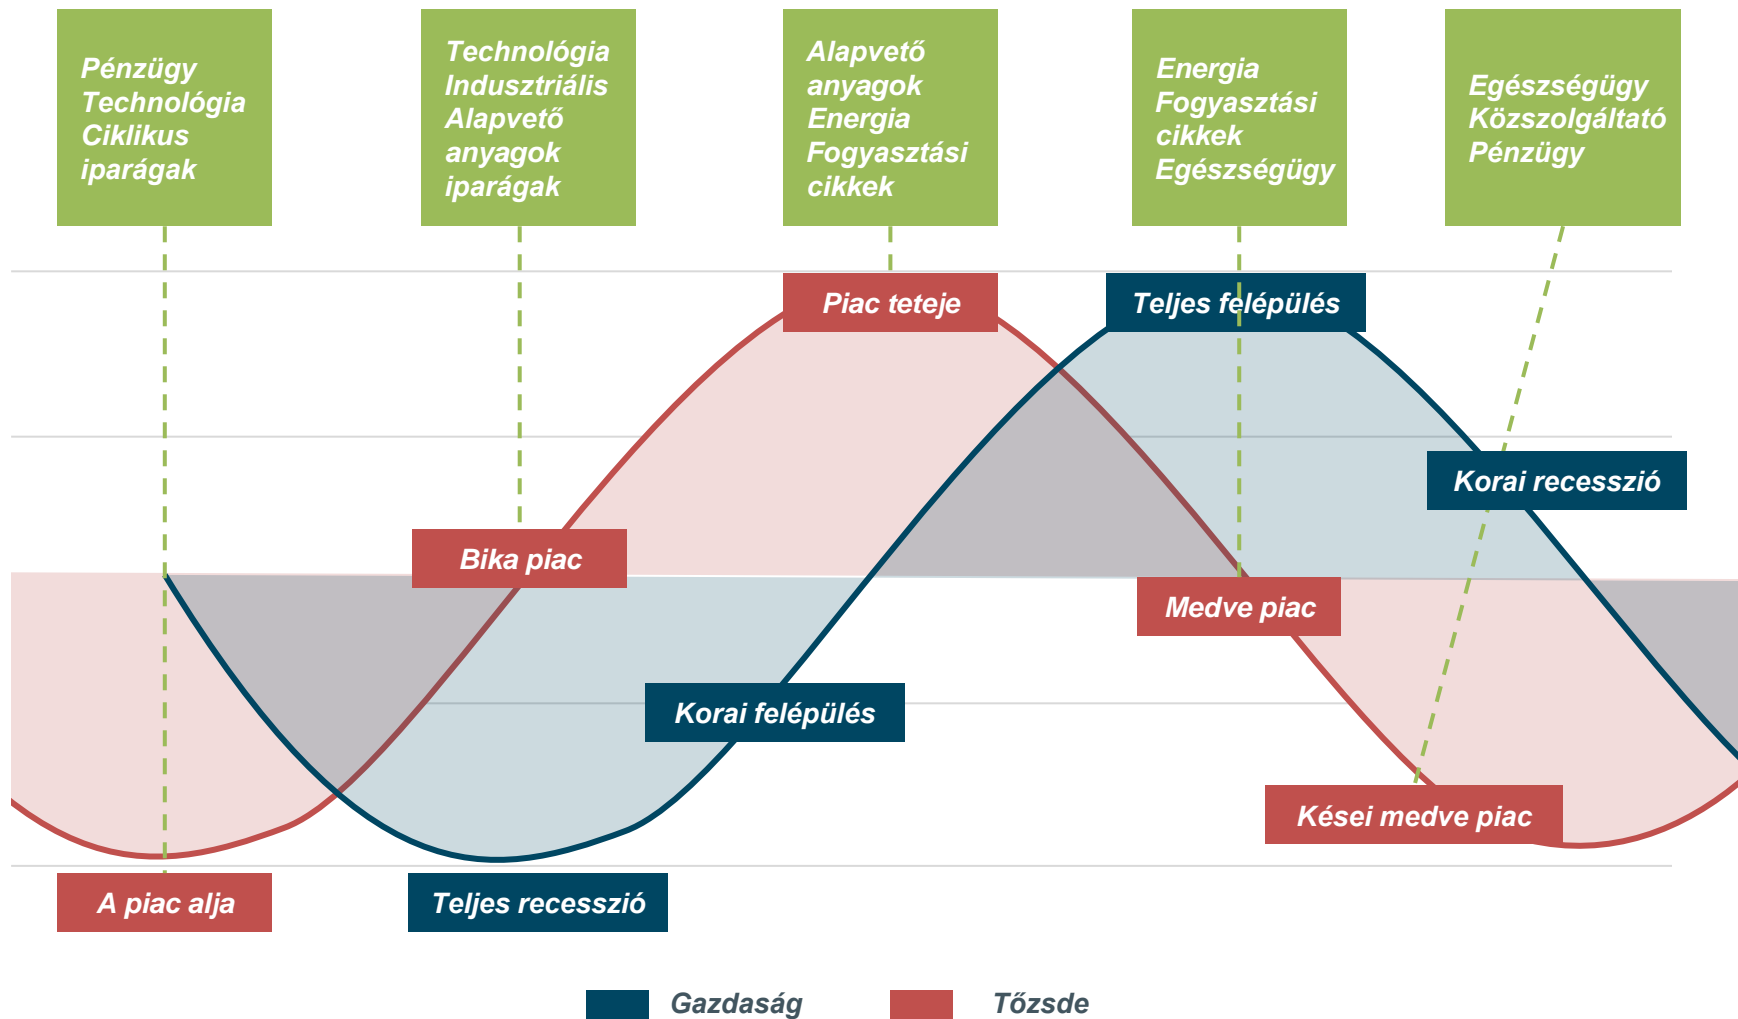 Pénzügy
Technológia
Ciklikus
iparágak
Technológia
Indusztriális
Alapvető
anyagok
iparágak
Alapvető
anyagok
Energia
Fogyasztási
cikkek
Energia
Fogyasztási
cikkek
Egészségügy
Egészségügy
Közszolgáltató
Pénzügy
Piac teteje
Teljes felépülés
Korai recesszió
Bika piac
Medve piac
Korai felépülés
Kései medve piac
A piac alja
Teljes recesszió
Gazdaság
Tőzsde